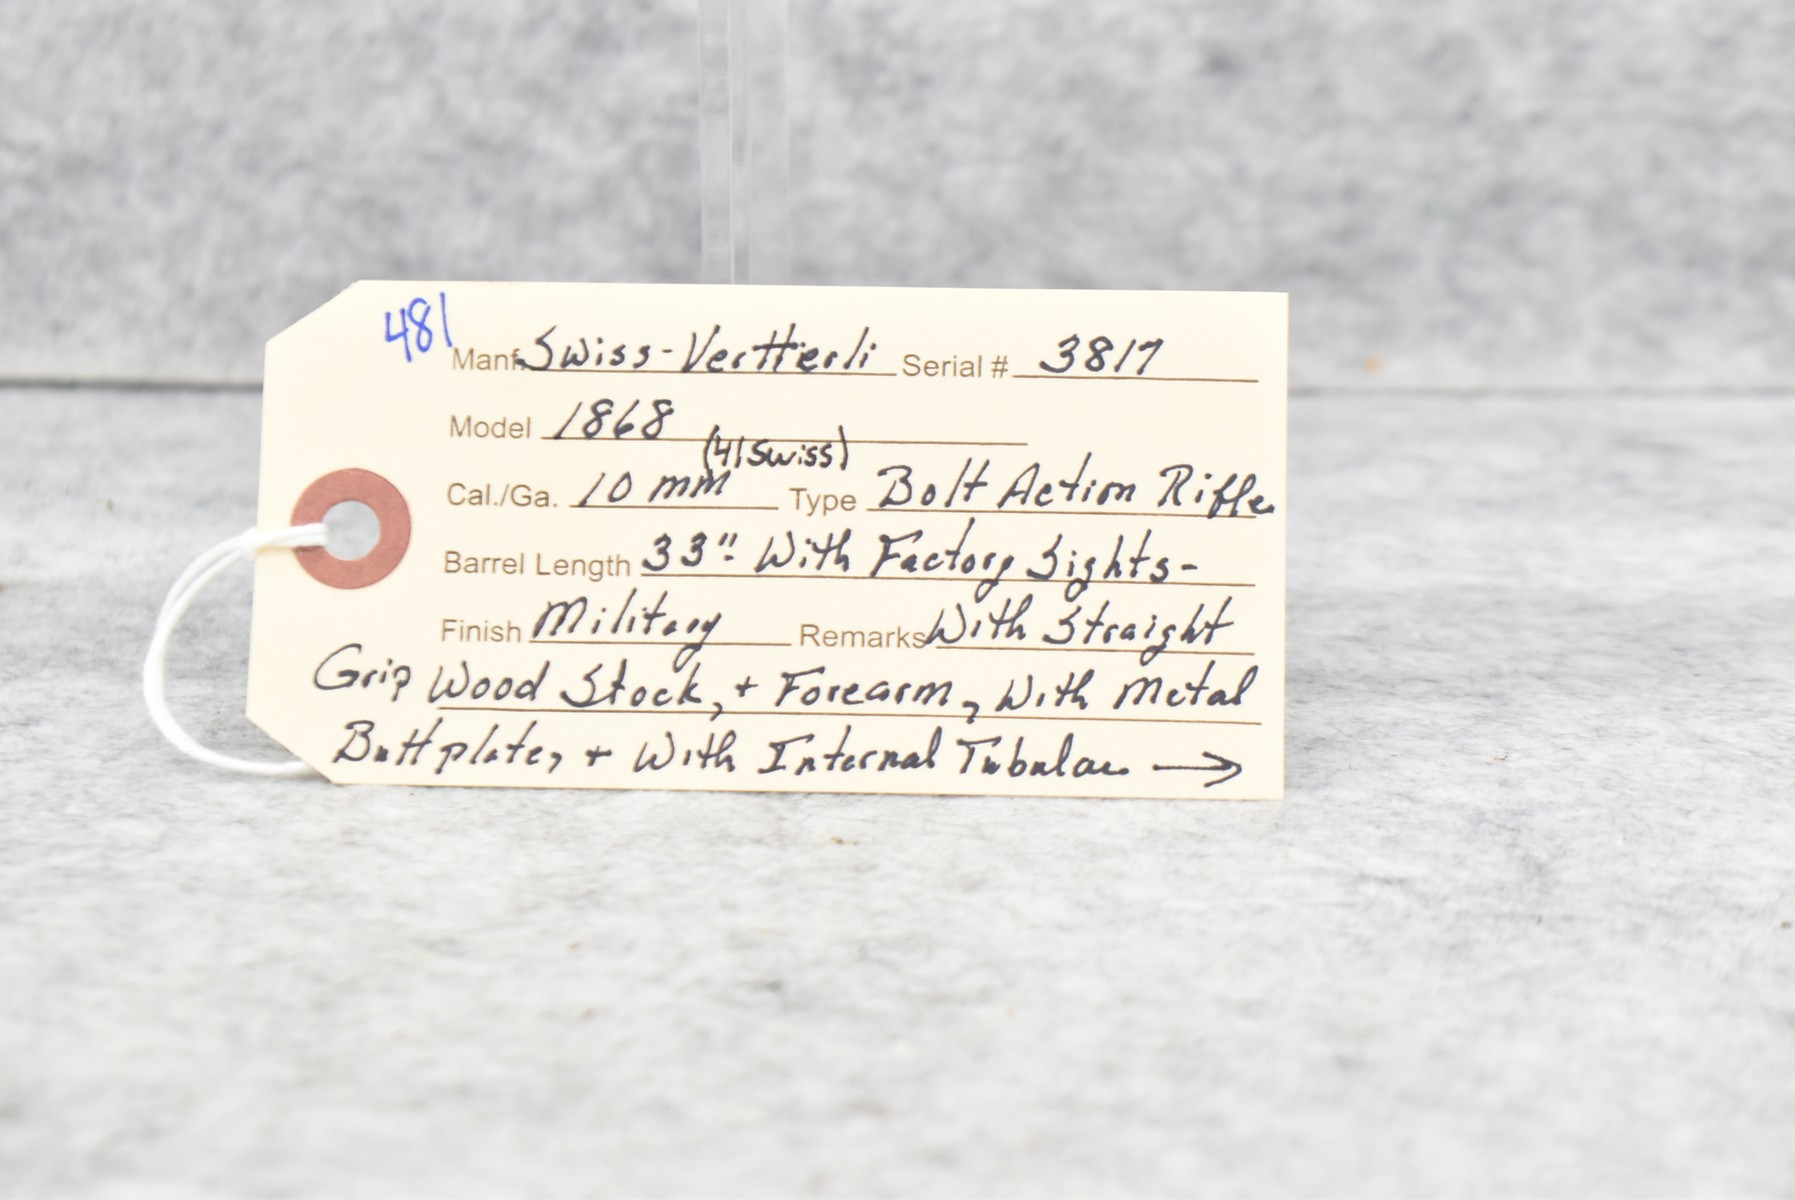 481
Manf. Swiss-Vertterli Serial # 3817
Model 1868
(41 Swiss)
Cal./Ga. 10 mm Type Bolt Action Rifle
Barrel Length 33" With Factory Sights-
Finish Military Remarks With Straight
Grip Wood Stock, + Forearm, With Metal
Buttplate, + With Internal Tubular →